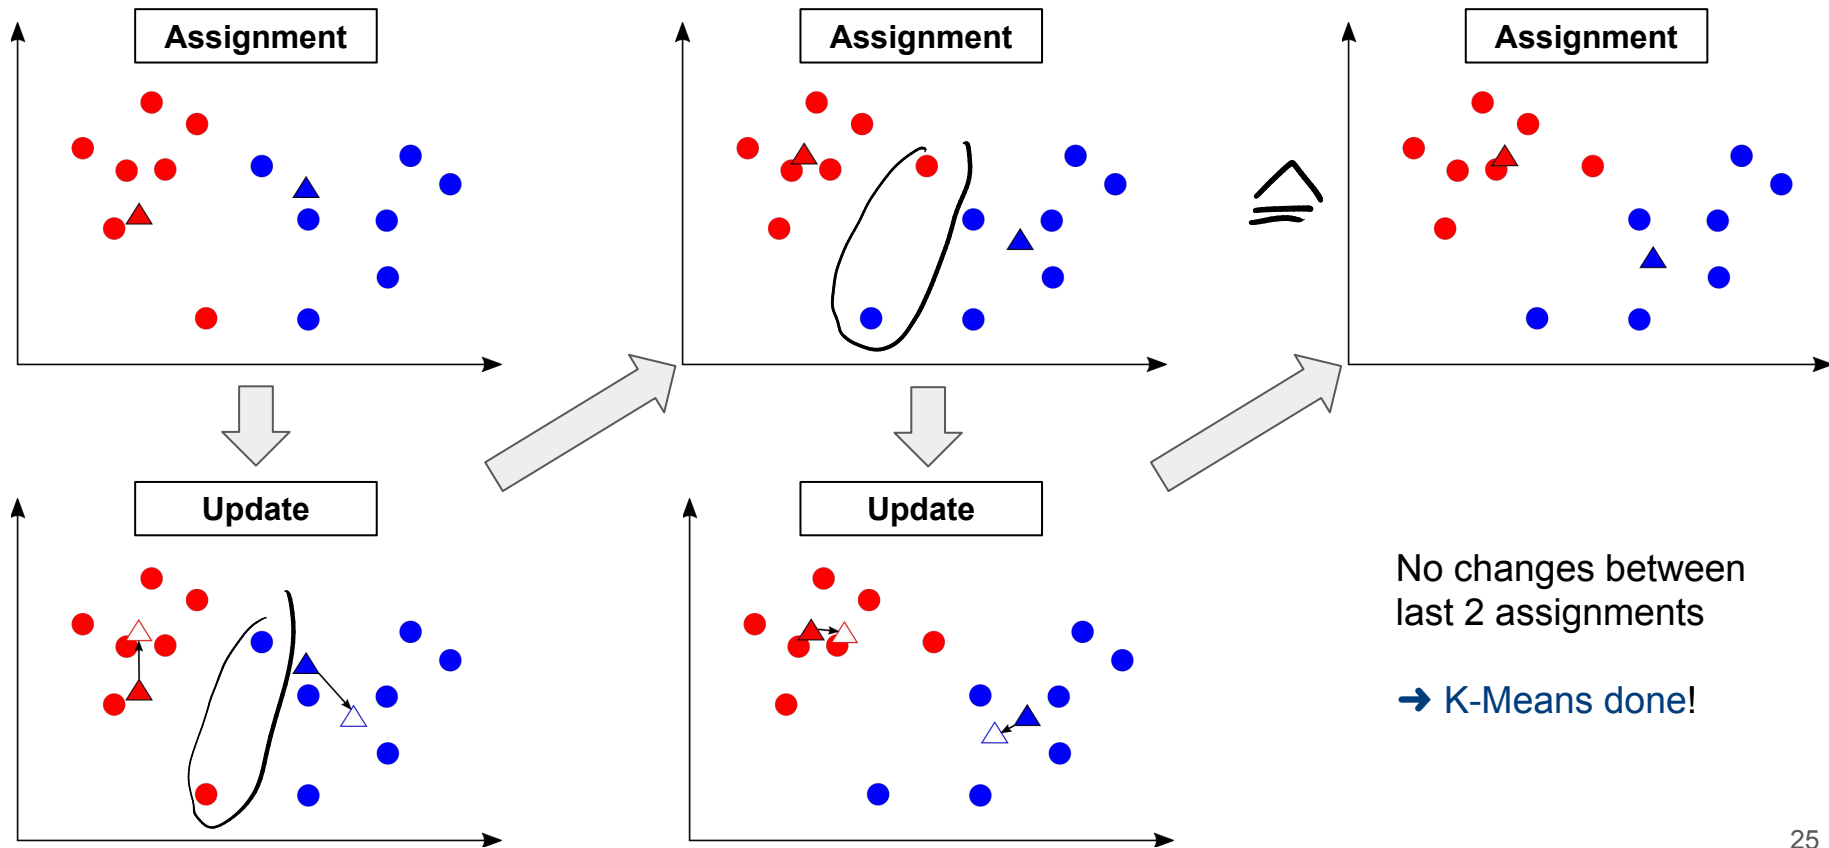 Assignment
Assignment
Assignment
Update
Update
No changes between
last 2 assignments
➔ K-Means done!
25